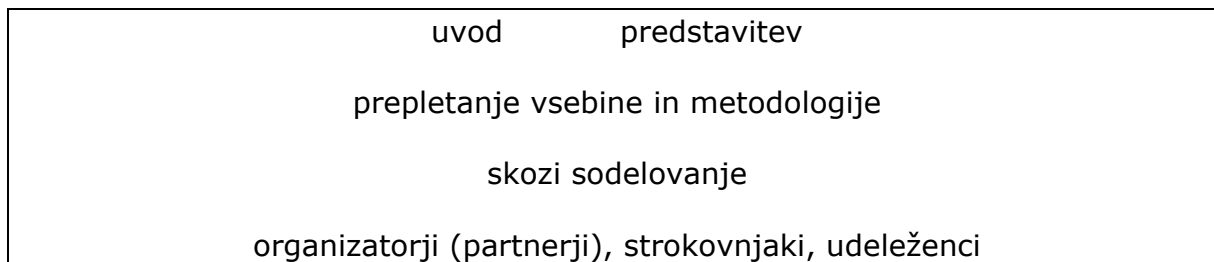 uvod predstavitev
prepletanje vsebine in metodologije
skozi sodelovanje
organizatorji (partnerji), strokovnjaki, udeleženci